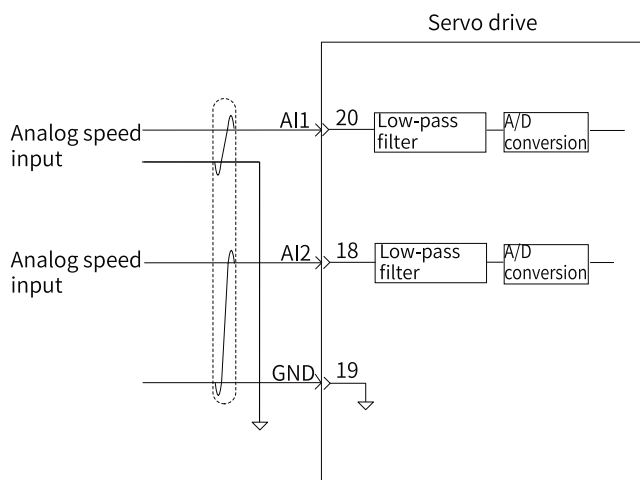 Servo drive
Analog speed
input
AI1
20
Low-pass
filter
A/D
conversion
Analog speed
input
AI2
18
Low-pass
filter
A/D
conversion
GND
19